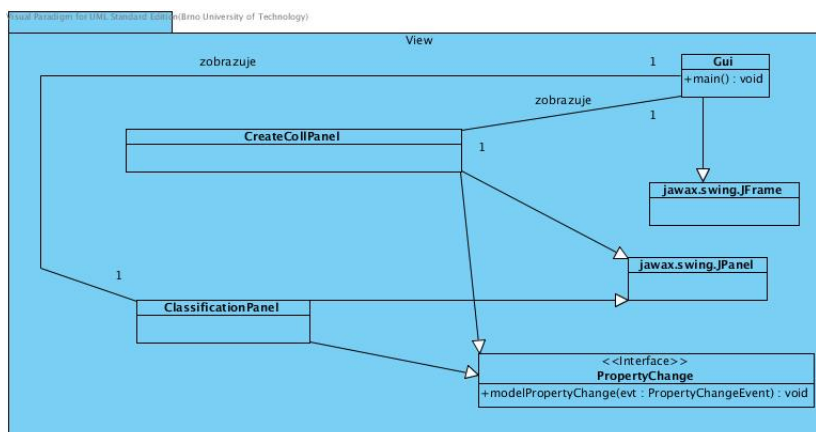 Visual Paradigm for UML Standard Edition(Brno University of Technology)
View
zobrazuje
1
Gui
+main() : void
zobrazuje
1
CreateCollPanel
1
jawax.swing.JFrame
jawax.swing.JPanel
1
ClassificationPanel
<<Interface>>
PropertyChange
+modelPropertyChange(evt : PropertyChangeEvent) : void